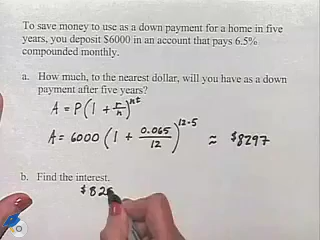 To save money to use as a down payment for a home in five
years, you deposit $6000 in an account that pays 6.5%
compounded monthly.
a. How much, to the nearest dollar, will you have as a down
payment after five years?
A = P(1 + r/n)^nt
A = 6000 (1 + 0.065/12)^12·5 ≈ $8297
b. Find the interest.
$82